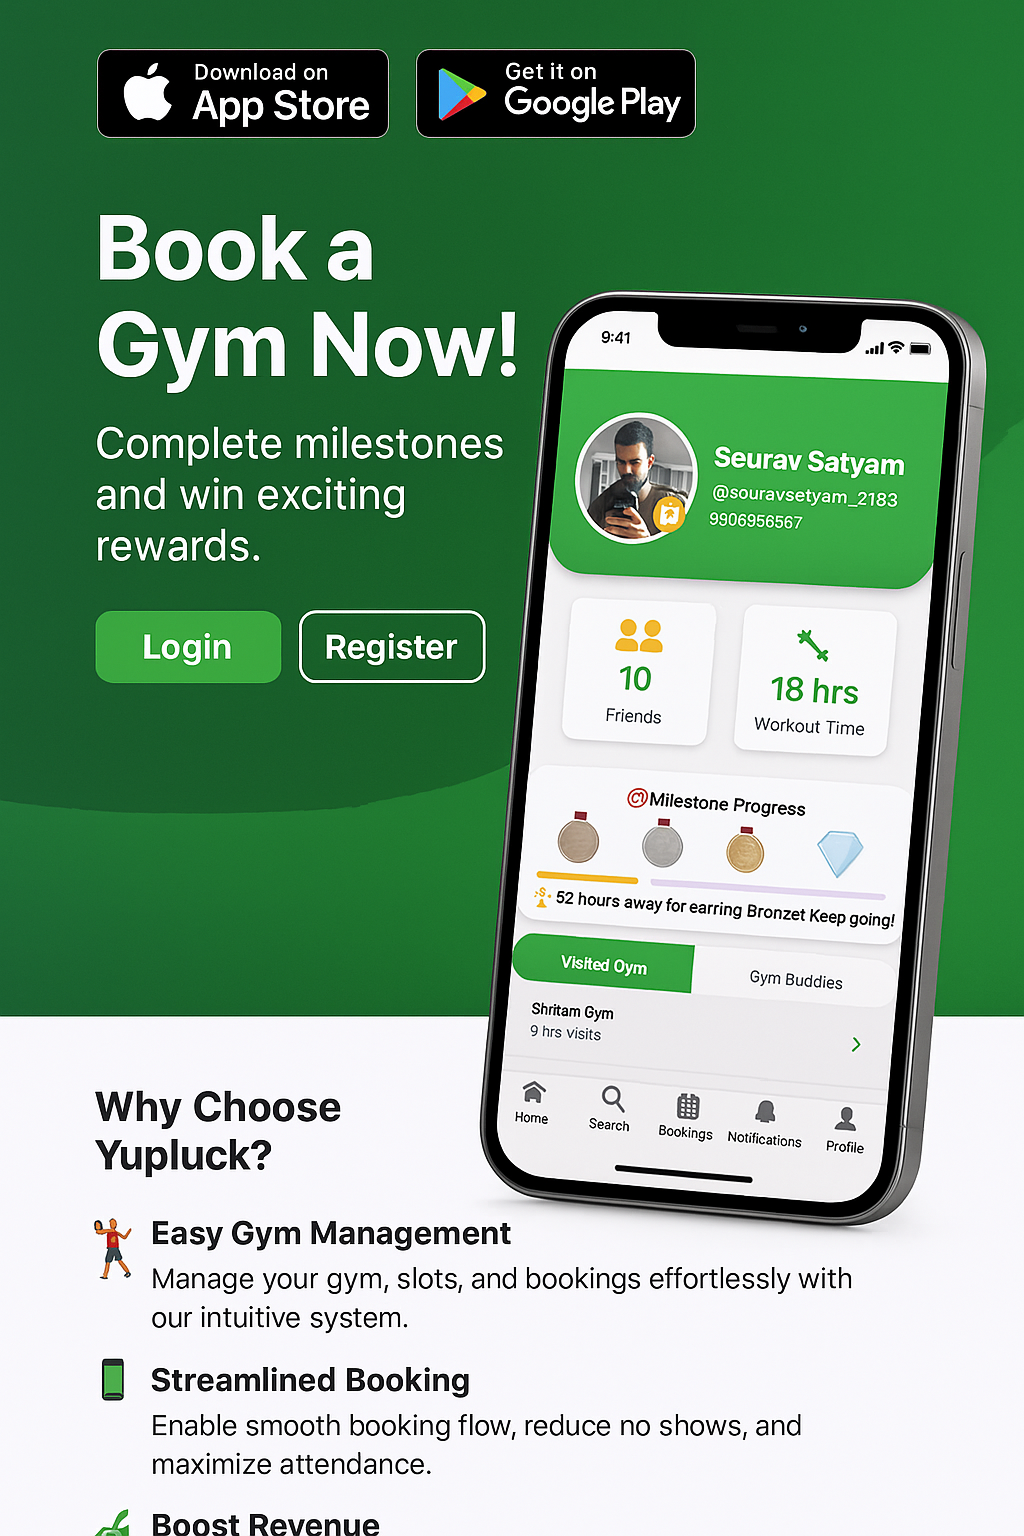 Download on
App Store
Get it on
Google Play
Book a
Gym Now!
Complete milestones
and win exciting
rewards.
Login
Register
9:41
Seurav Satyam
@souravsetyam_2183
9906956567
10
Friends
18 hrs
Workout Time
Milestone Progress
52 hours away for earring Bronzet Keep going!
Visited Oym
Gym Buddies
Shritam Gym
9 hrs visits
Home
Search
Bookings
Notifications
Profile
Why Choose
Yupluck?
Easy Gym Management
Manage your gym, slots, and bookings effortlessly with
our intuitive system.
Streamlined Booking
Enable smooth booking flow, reduce no shows, and
maximize attendance.
Boost Revenue